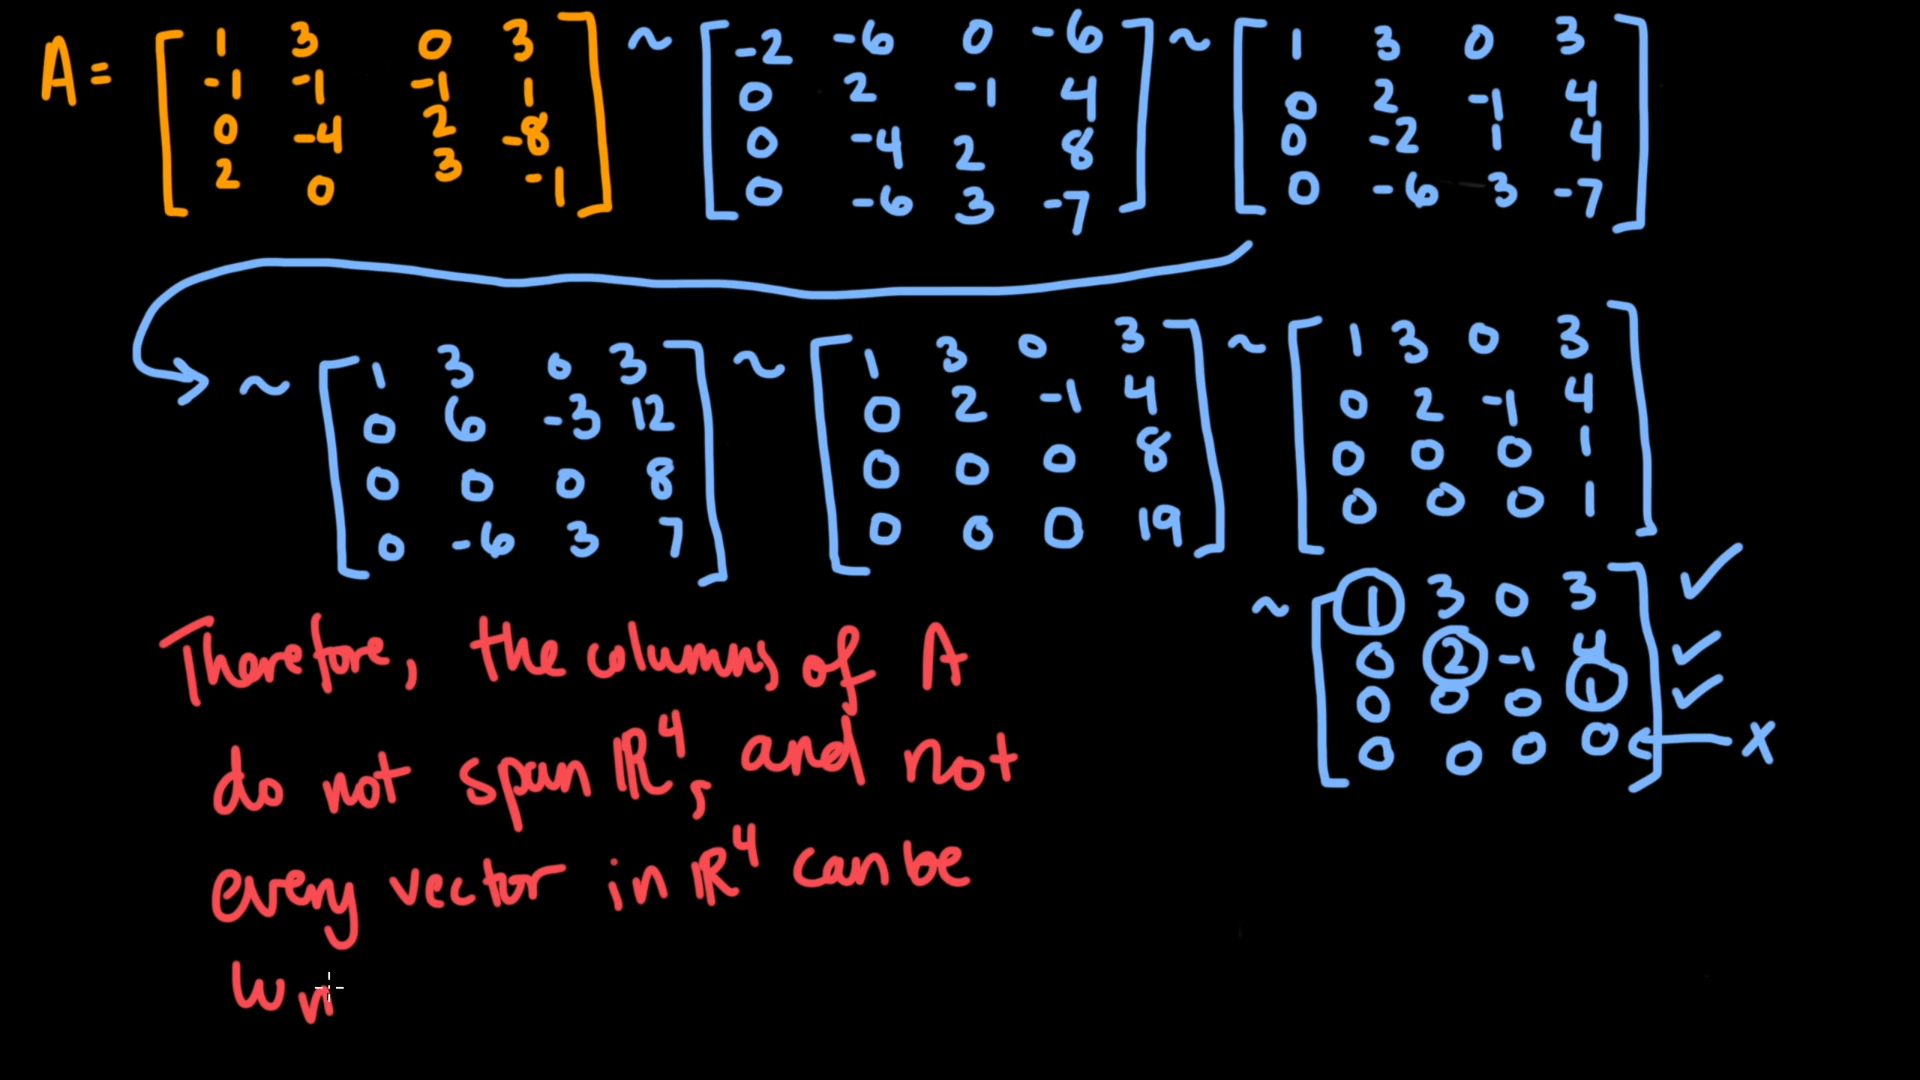 A = [ 1 3 0 3 ] ~ [ -2 -6 0 -6 ] ~ [ 1 3 0 3 ]
[ -1 -1 -1 1 ] [ 0 2 -1 4 ] [ 0 2 -1 4 ]
[ 0 -4 2 -8 ] [ 0 -4 2 8 ] [ 0 -2 1 4 ]
[ 2 0 3 -1 ] [ 0 -6 3 -7 ] [ 0 -6 3 -7 ]
~ [ 1 3 0 3 ] ~ [ 1 3 0 3 ] ~ [ 1 3 0 3 ]
[ 0 6 -3 12 ] [ 0 2 -1 4 ] [ 0 2 -1 4 ]
[ 0 0 0 8 ] [ 0 0 0 8 ] [ 0 0 0 1 ]
[ 0 -6 3 7 ] [ 0 0 0 19 ] [ 0 0 0 1 ]
~ [ 1 3 0 3 ] ✓
[ 0 2 -1 4 ] ✓
[ 0 0 0 1 ] ✓
[ 0 0 0 0 ] ← x
Therefore, the columns of A
do not span ℝ⁴, and not
every vector in ℝ⁴ can be
wr